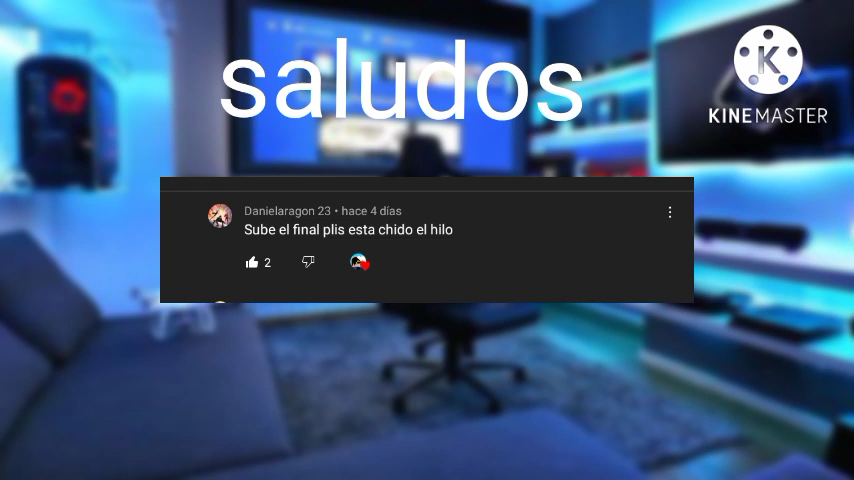 saludos
KINEMASTER
Danielaragon 23 • hace 4 días
Sube el final plis esta chido el hilo
2